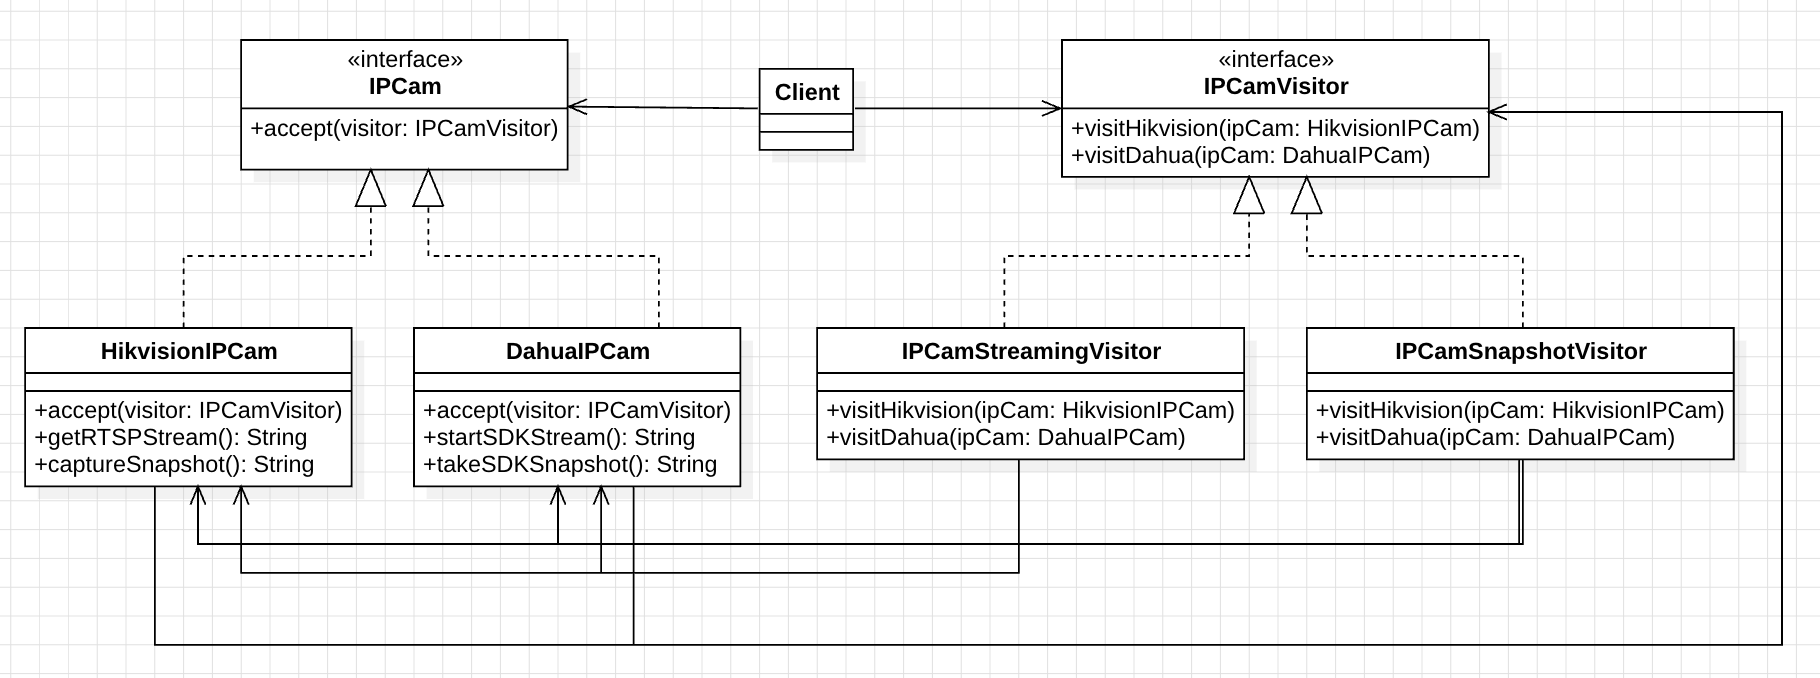 «interface»
IPCam
+accept(visitor: IPCamVisitor)
Client
«interface»
IPCamVisitor
+visitHikvision(ipCam: HikvisionIPCam)
+visitDahua(ipCam: DahuaIPCam)
HikvisionIPCam
+accept(visitor: IPCamVisitor)
+getRTSPStream(): String
+captureSnapshot(): String
DahuaIPCam
+accept(visitor: IPCamVisitor)
+startSDKStream(): String
+takeSDKSnapshot(): String
IPCamStreamingVisitor
+visitHikvision(ipCam: HikvisionIPCam)
+visitDahua(ipCam: DahuaIPCam)
IPCamSnapshotVisitor
+visitHikvision(ipCam: HikvisionIPCam)
+visitDahua(ipCam: DahuaIPCam)